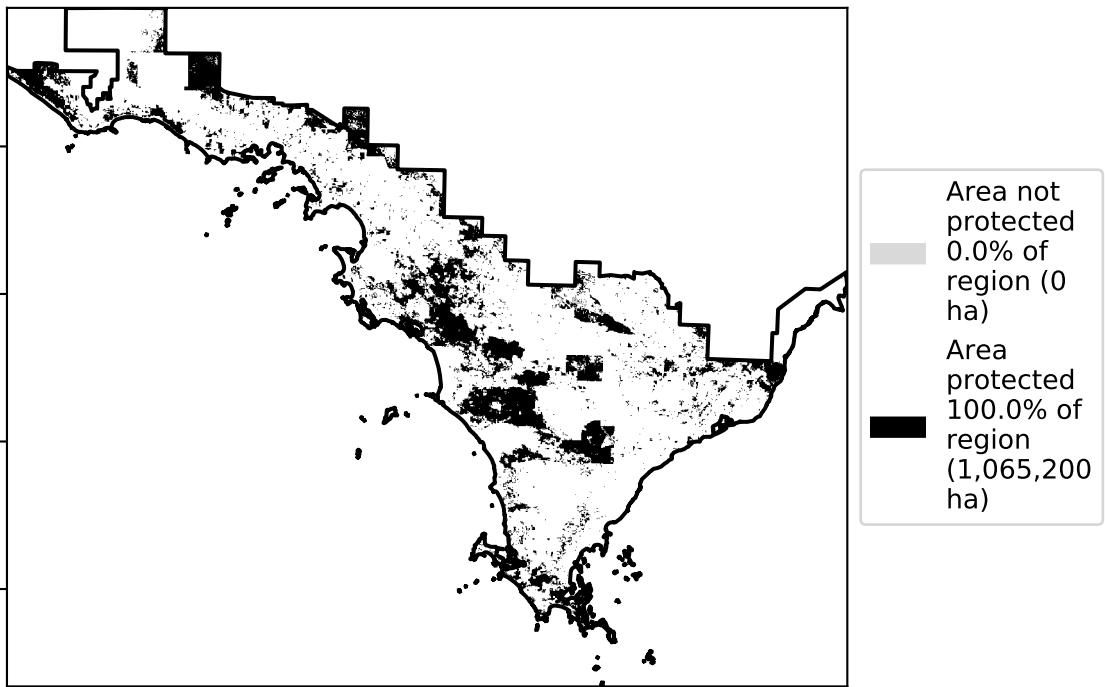 Area not
protected
0.0% of
region (0
ha)
Area
protected
100.0% of
region
(1,065,200
ha)